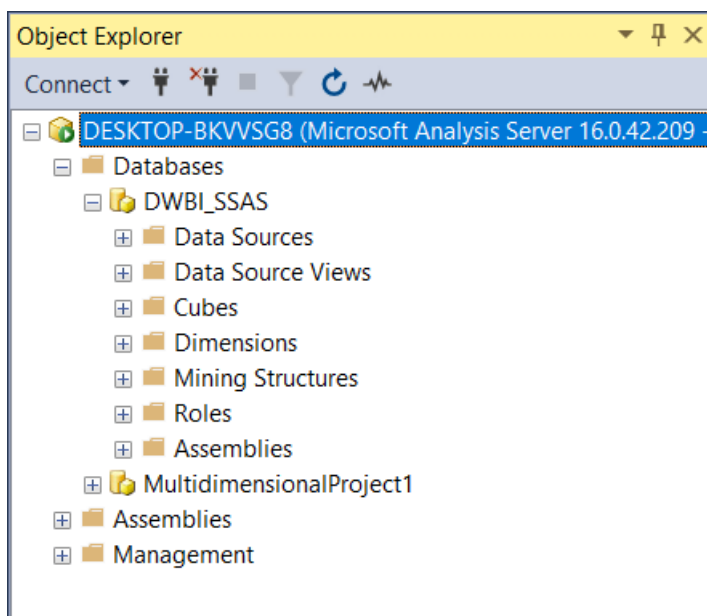 Object Explorer
Connect
DESKTOP-BKVVSG8 (Microsoft Analysis Server 16.0.42.209 -
Databases
DWBI_SSAS
Data Sources
Data Source Views
Cubes
Dimensions
Mining Structures
Roles
Assemblies
MultidimensionalProject1
Assemblies
Management